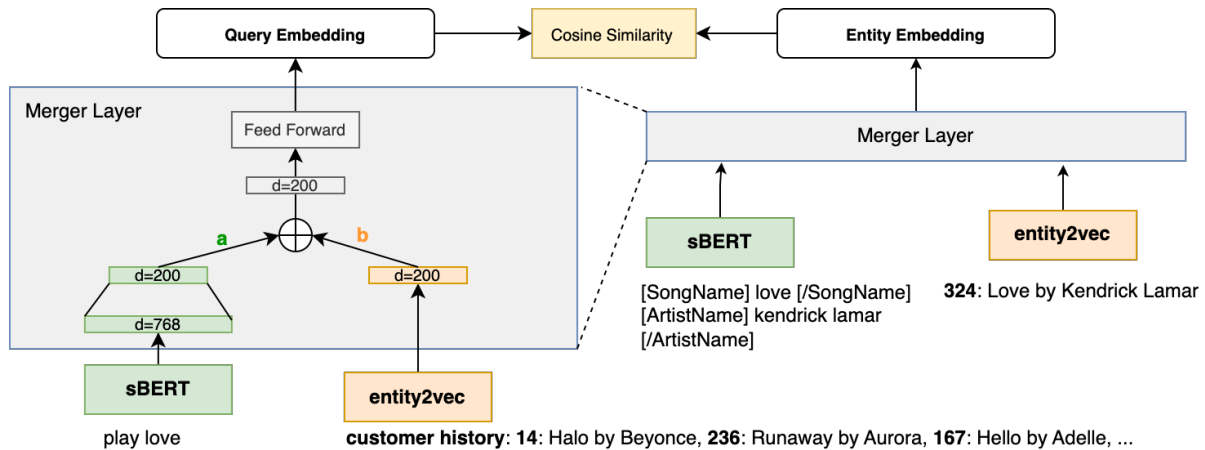 Query Embedding
Cosine Similarity
Entity Embedding
Merger Layer
Feed Forward
d=200
a
b
d=200
d=200
d=768
sBERT
entity2vec
play love
customer history: 14: Halo by Beyonce, 236: Runaway by Aurora, 167: Hello by Adelle, ...
Merger Layer
sBERT
entity2vec
[SongName] love [/SongName]
[ArtistName] kendrick lamar
[/ArtistName]
324: Love by Kendrick Lamar